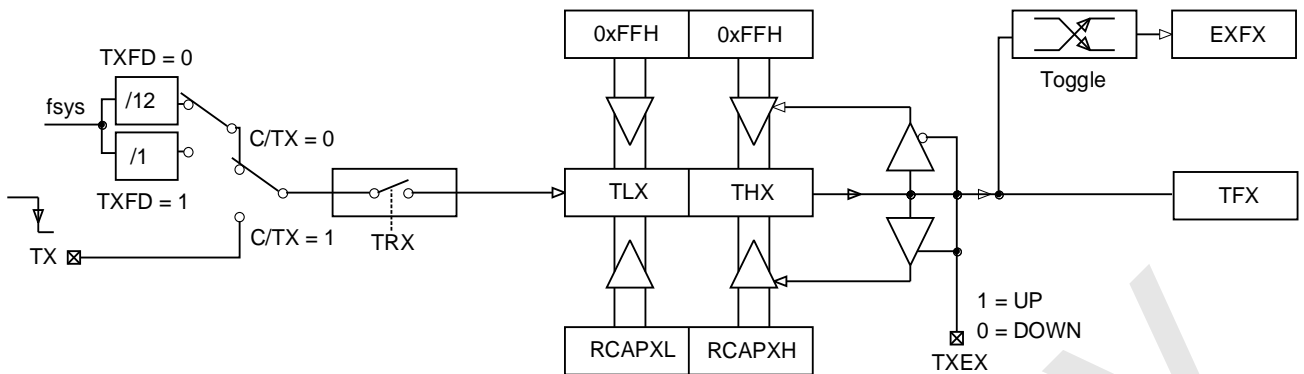 0xFFH
0xFFH
EXFX
Toggle
TXFD = 0
/12
fsys
C/TX = 0
/1
TLX
THX
TFX
TXFD = 1
C/TX = 1
TRX
TX
1 = UP
0 = DOWN
RCAPXL
RCAPXH
TXEX